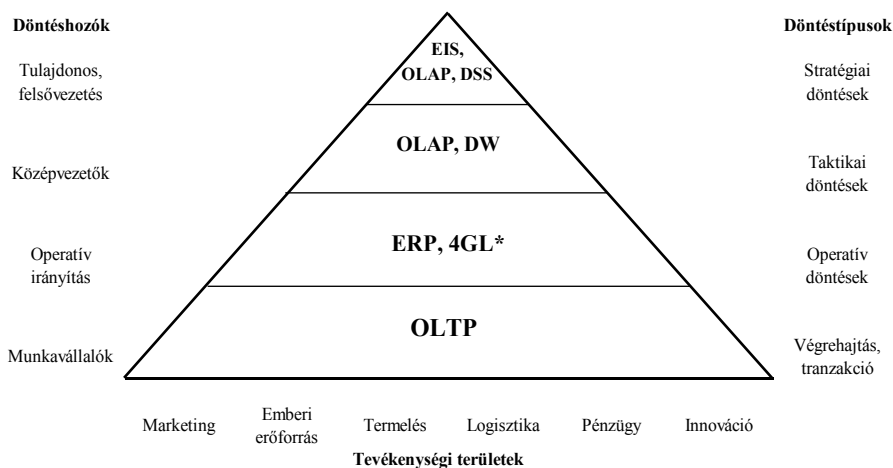 Döntéshozók
Döntéstípusok
EIS,
OLAP, DSS
Tulajdonos,
felsővezetés
Stratégiai
döntések
OLAP, DW
Középvezetők
Taktikai
döntések
ERP, 4GL*
Operatív
irányítás
Operatív
döntések
OLTP
Munkavállalók
Végrehajtás,
tranzakció
Marketing
Emberi
erőforrás
Termelés
Logisztika
Pénzügy
Innováció
Tevékenységi területek